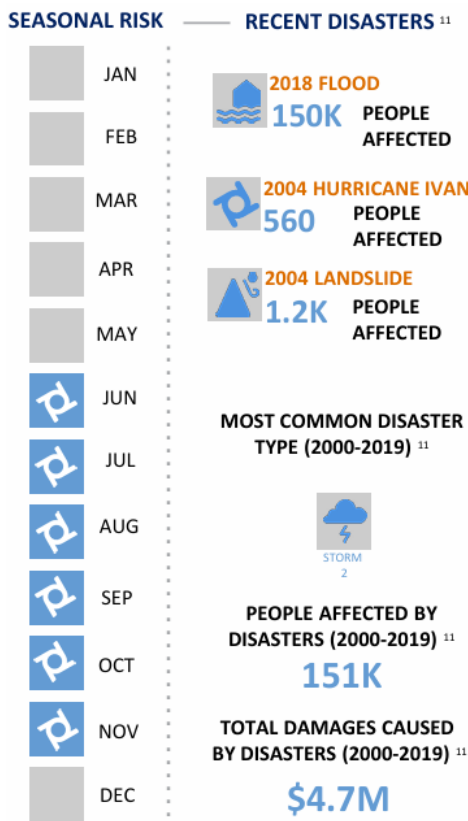 SEASONAL RISK
JAN
FEB
MAR
APR
MAY
JUN
JUL
AUG
SEP
OCT
NOV
DEC
RECENT DISASTERS 11
2018 FLOOD
150K PEOPLE
AFFECTED
2004 HURRICANE IVAN
560 PEOPLE
AFFECTED
2004 LANDSLIDE
1.2K PEOPLE
AFFECTED
MOST COMMON DISASTER
TYPE (2000-2019) 11
STORM
2
PEOPLE AFFECTED BY
DISASTERS (2000-2019) 11
151K
TOTAL DAMAGES CAUSED
BY DISASTERS (2000-2019) 11
$4.7M